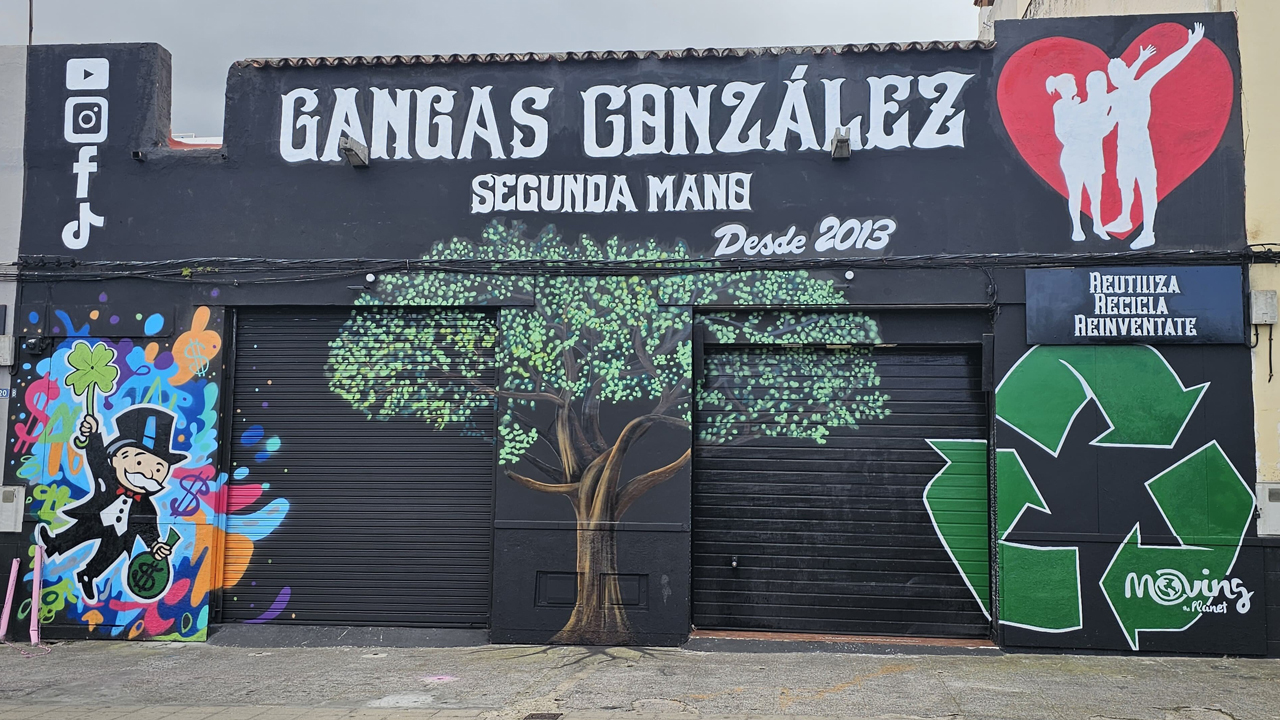 GANGAS GONZÁLEZ
SEGUNDA MANO
Desde 2013
REUTILIZA
RECICLA
REINVENTATE
$
$
$
$
Moving
Planet